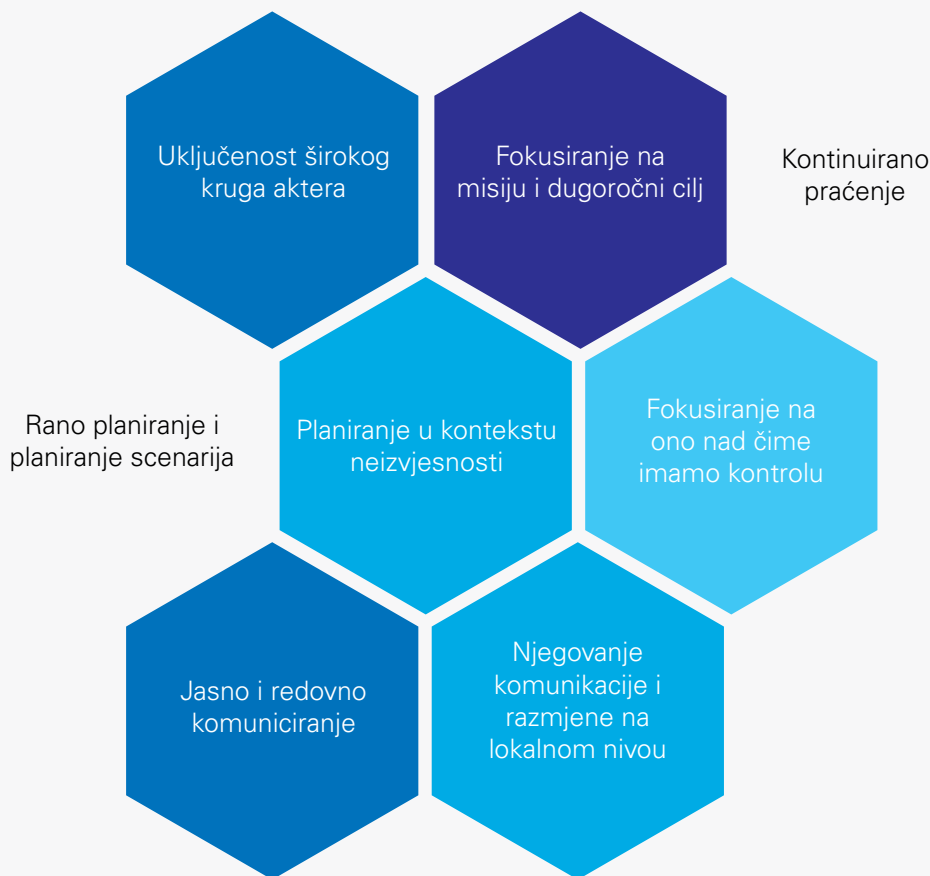 Uključenost širokog
kruga aktera
Fokusiranje na
misiju i dugoročni cilj
Kontinuirano
praćenje
Rano planiranje i
planiranje scenarija
Planiranje u kontekstu
neizvjesnosti
Fokusiranje na
ono nad čime
imamo kontrolu
Jasno i redovno
komuniciranje
Njegovanje
komunikacije i
razmjene na
lokalnom nivou